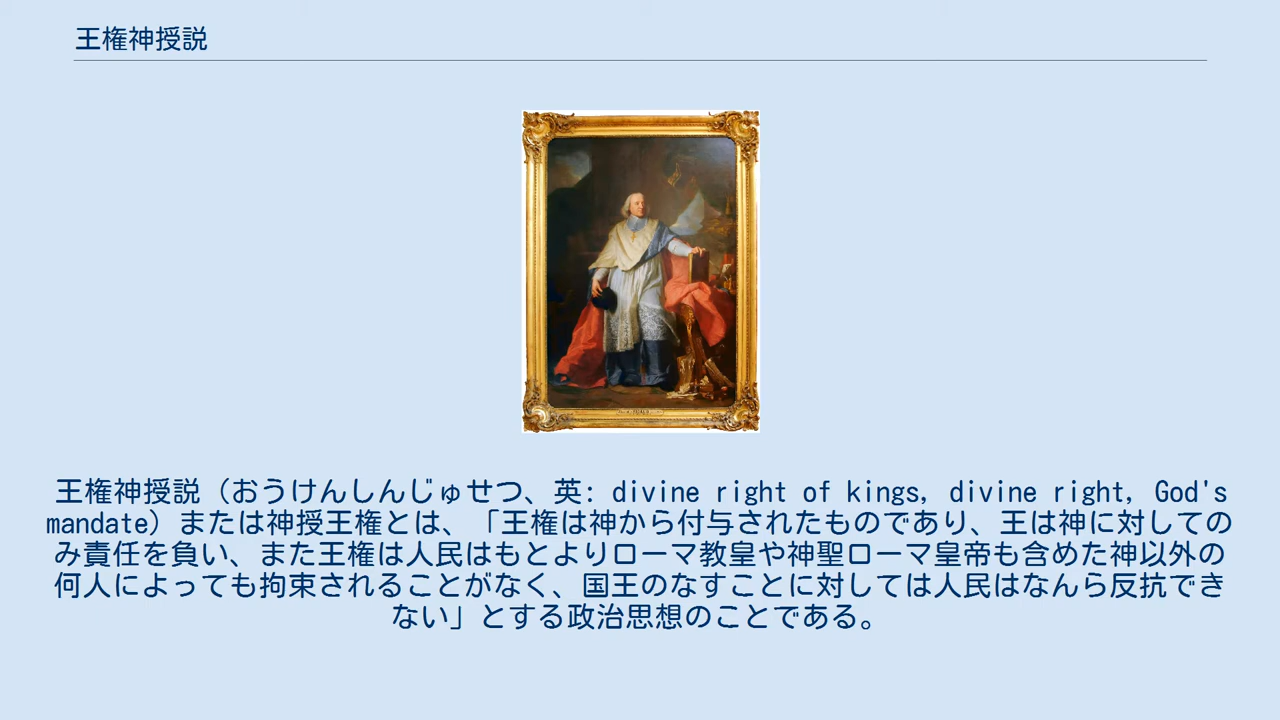 王権神授説
王権神授説（おうけんしんじゅせつ、英: divine right of kings, divine right, God's
mandate）または神授王権とは、「王権は神から付与されたものであり、王は神に対しての
み責任を負い、また王権は人民はもとよりローマ教皇や神聖ローマ皇帝も含めた神以外の
何人によっても拘束されることがなく、国王のなすことに対しては人民はなんら反抗でき
ない」とする政治思想のことである。